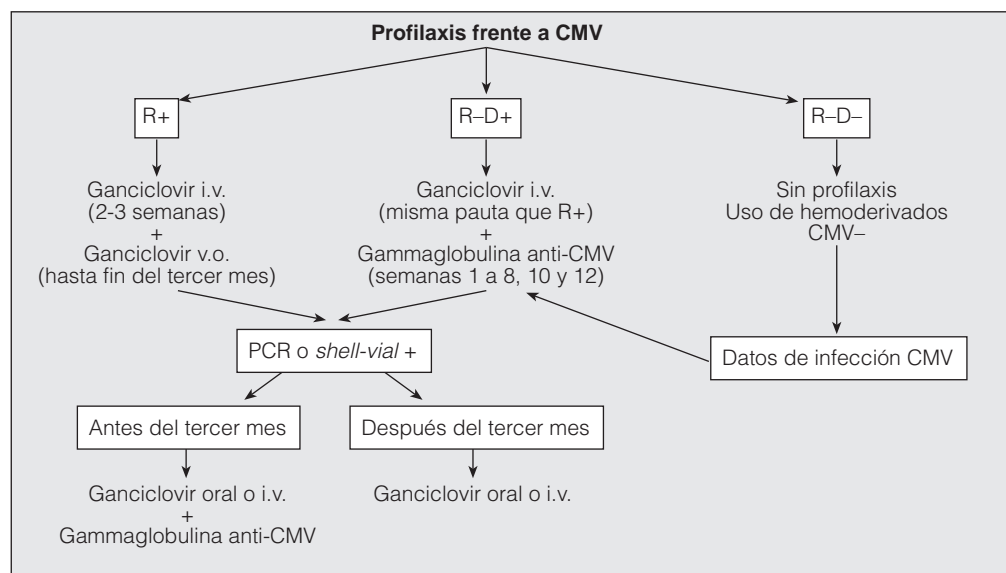 Profilaxis frente a CMV
R+
R–D+
R–D-
Ganciclovir i.v.
(2-3 semanas)
+
Ganciclovir v.o.
(hasta fin del tercer mes)
Ganciclovir i.v.
(misma pauta que R+)
+
Gammaglobulina anti-CMV
(semanas 1 a 8, 10 y 12)
Sin profilaxis
Uso de hemoderivados
CMV–
PCR o shell-vial +
Datos de infección CMV
Antes del tercer mes
Después del tercer mes
Ganciclovir oral o i.v.
+
Gammaglobulina anti-CMV
Ganciclovir oral o i.v.